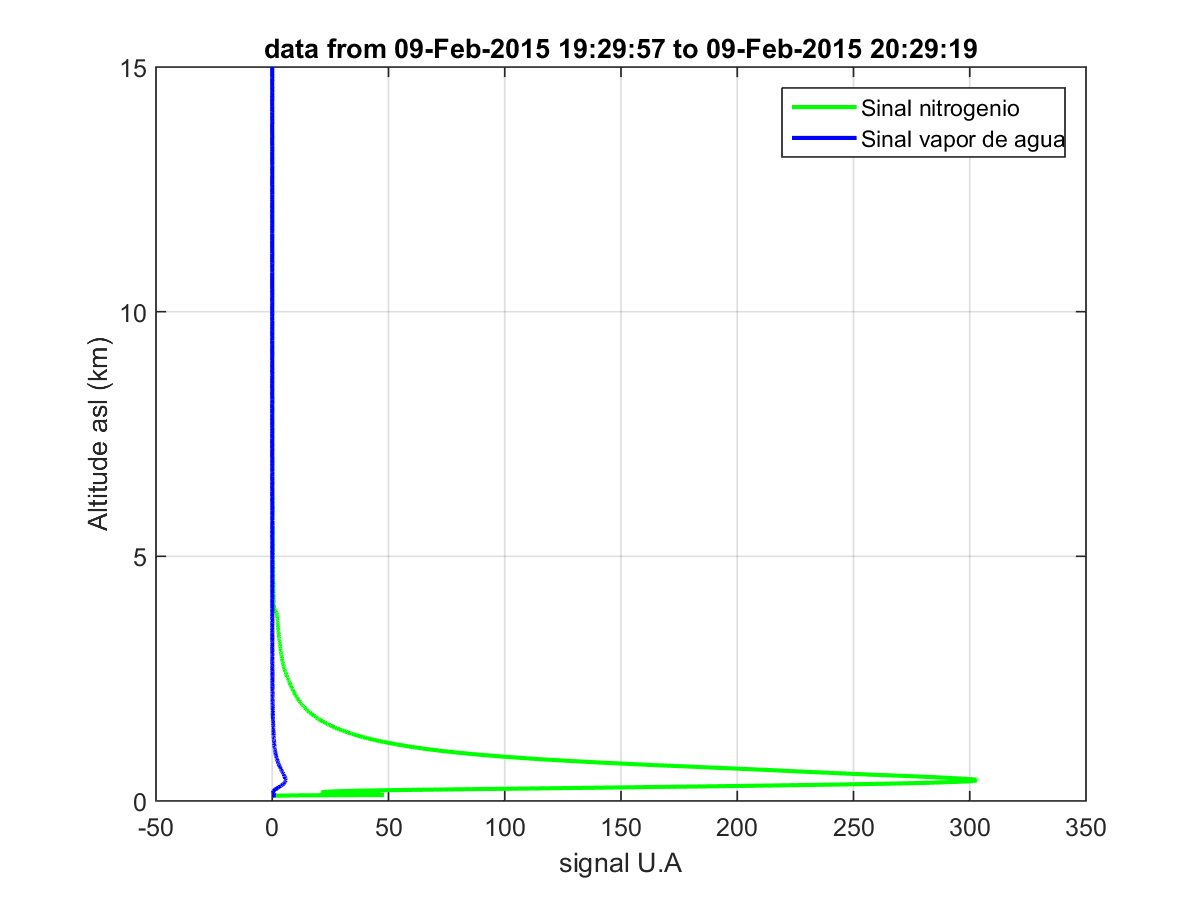 data from 09-Feb-2015 19:29:57 to 09-Feb-2015 20:29:19
15
Sinal nitrogenio
Sinal vapor de agua
10
Altitude asl (km)
5
0
-50 0 50 100 150 200 250 300 350
signal U.A